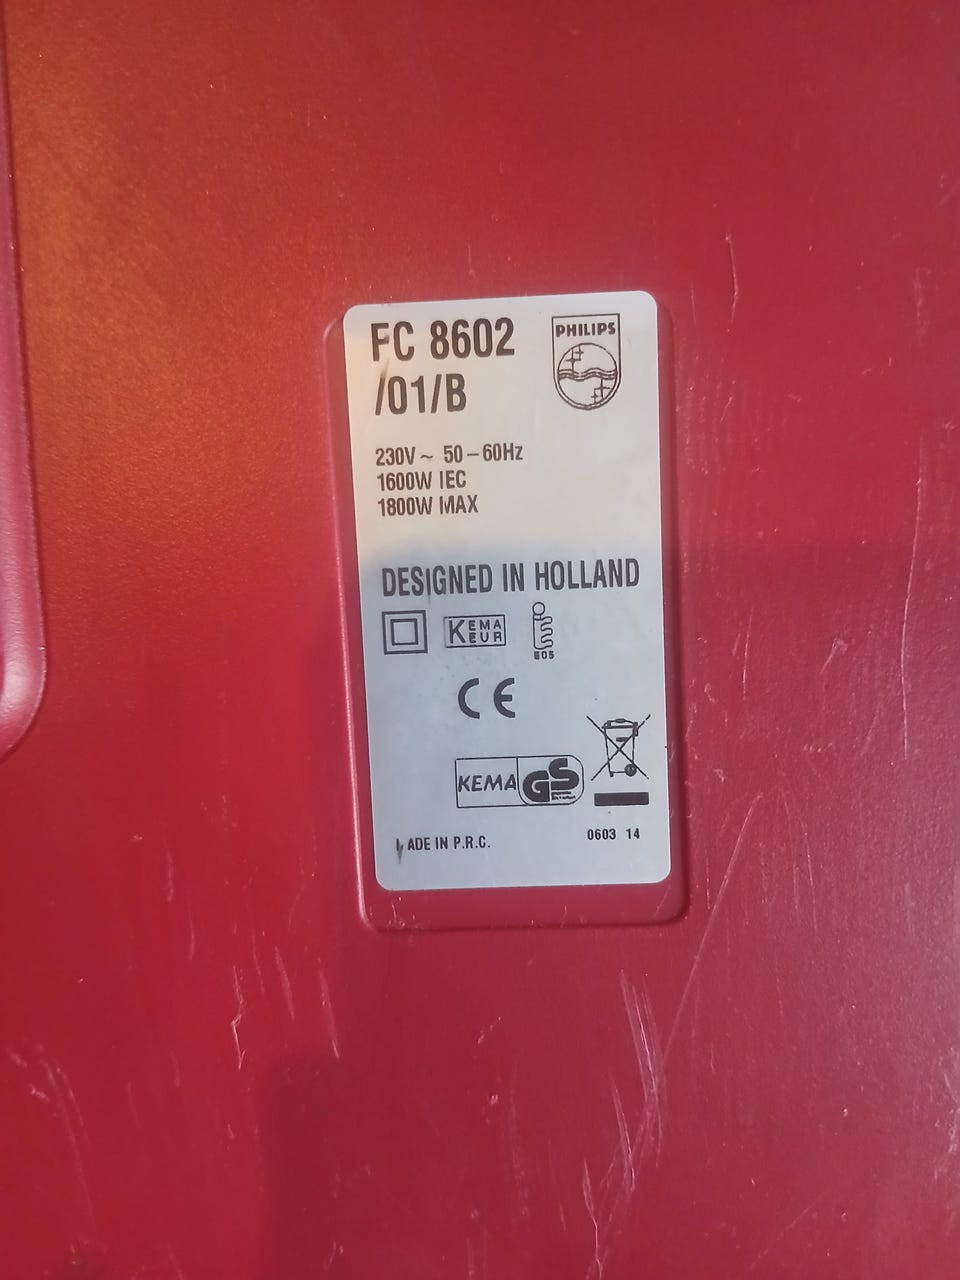 FC 8602
/01/B
PHILIPS
230V ~ 50 – 60Hz
1600W IEC
1800W MAX
DESIGNED IN HOLLAND
KEMA
EUR
E05
CE
KEMA GS
ADE IN P.R.C.
0603 14